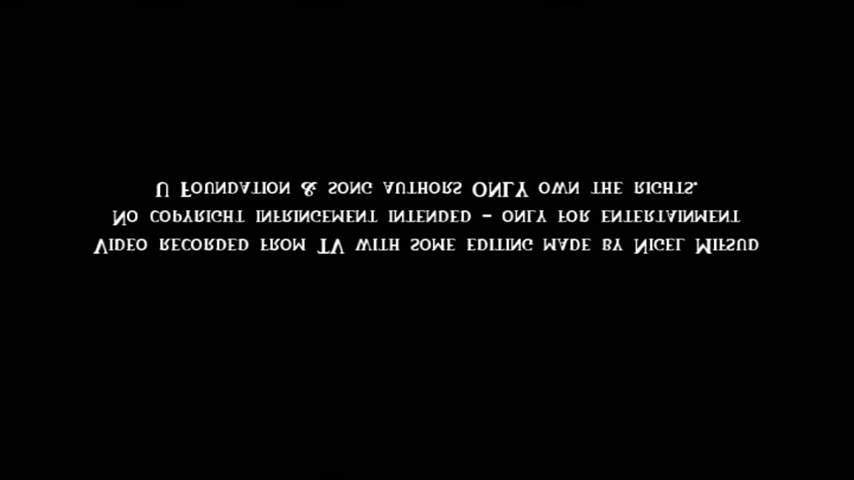 Video recorded from TV with some editing made by Nigel Mifsud
No copyright infringement intended - only for entertainment
U Foundation & song authors ONLY own the rights.